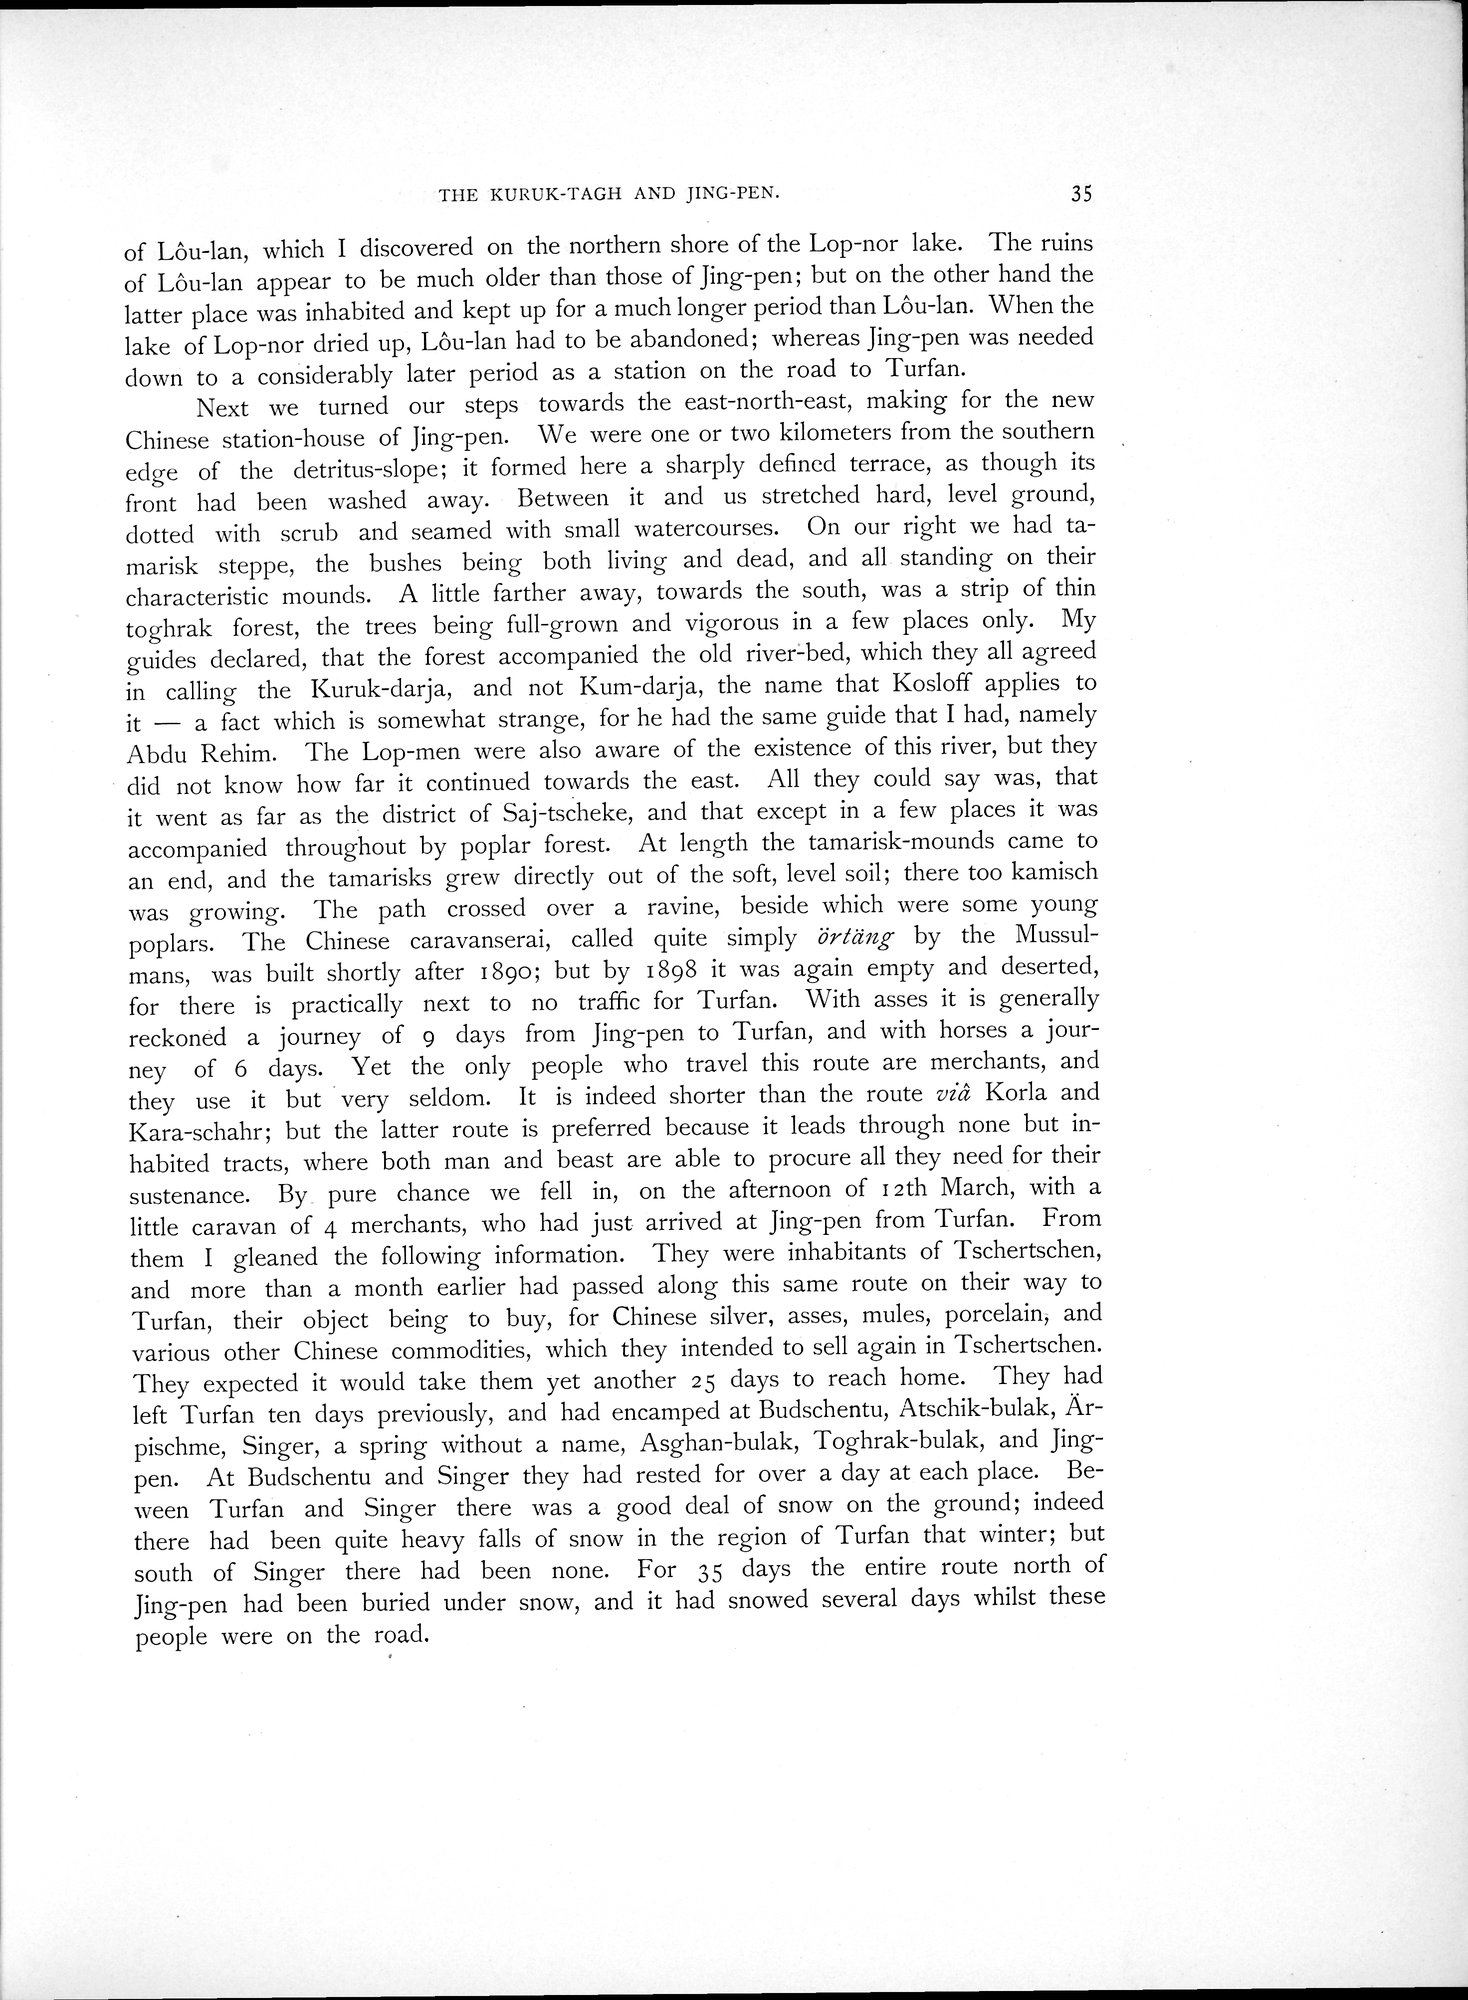 THE KURUK-TAGH AND JING-PEN. 35
of Lôu-lan, which I discovered on the northern shore of the Lop-nor lake. The ruins
of Lôu-lan appear to be much older than those of Jing-pen; but on the other hand the
latter place was inhabited and kept up for a much longer period than Lôu-lan. When the
lake of Lop-nor dried up, Lôu-lan had to be abandoned; whereas Jing-pen was needed
down to a considerably later period as a station on the road to Turfan.
Next we turned our steps towards the east-north-east, making for the new
Chinese station-house of Jing-pen. We were one or two kilometers from the southern
edge of the detritus-slope; it formed here a sharply defined terrace, as though its
front had been washed away. Between it and us stretched hard, level ground,
dotted with scrub and seamed with small watercourses. On our right we had ta-
marisk steppe, the bushes being both living and dead, and all standing on their
characteristic mounds. A little farther away, towards the south, was a strip of thin
toghrak forest, the trees being full-grown and vigorous in a few places only. My
guides declared, that the forest accompanied the old river-bed, which they all agreed
in calling the Kuruk-darja, and not Kum-darja, the name that Kosloff applies to
it — a fact which is somewhat strange, for he had the same guide that I had, namely
Abdu Rehim. The Lop-men were also aware of the existence of this river, but they
did not know how far it continued towards the east. All they could say was, that
it went as far as the district of Saj-tscheke, and that except in a few places it was
accompanied throughout by poplar forest. At length the tamarisk-mounds came to
an end, and the tamarisks grew directly out of the soft, level soil; there too kamisch
was growing. The path crossed over a ravine, beside which were some young
poplars. The Chinese caravanserai, called quite simply örtäng by the Mussul-
mans, was built shortly after 1890; but by 1898 it was again empty and deserted,
for there is practically next to no traffic for Turfan. With asses it is generally
reckoned a journey of 9 days from Jing-pen to Turfan, and with horses a jour-
ney of 6 days. Yet the only people who travel this route are merchants, and
they use it but very seldom. It is indeed shorter than the route viâ Korla and
Kara-schahr; but the latter route is preferred because it leads through none but in-
habited tracts, where both man and beast are able to procure all they need for their
sustenance. By pure chance we fell in, on the afternoon of 12th March, with a
little caravan of 4 merchants, who had just arrived at Jing-pen from Turfan. From
them I gleaned the following information. They were inhabitants of Tschertschen,
and more than a month earlier had passed along this same route on their way to
Turfan, their object being to buy, for Chinese silver, asses, mules, porcelain, and
various other Chinese commodities, which they intended to sell again in Tschertschen.
They expected it would take them yet another 25 days to reach home. They had
left Turfan ten days previously, and had encamped at Budschentu, Atschik-bulak, Är-
pischme, Singer, a spring without a name, Asghan-bulak, Toghrak-bulak, and Jing-
pen. At Budschentu and Singer they had rested for over a day at each place. Be-
ween Turfan and Singer there was a good deal of snow on the ground; indeed
there had been quite heavy falls of snow in the region of Turfan that winter; but
south of Singer there had been none. For 35 days the entire route north of
Jing-pen had been buried under snow, and it had snowed several days whilst these
people were on the road.